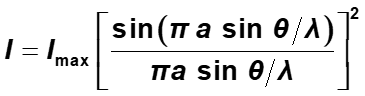 I = I_max [ sin(π a sin θ/λ) / πa sin θ/λ ]^2